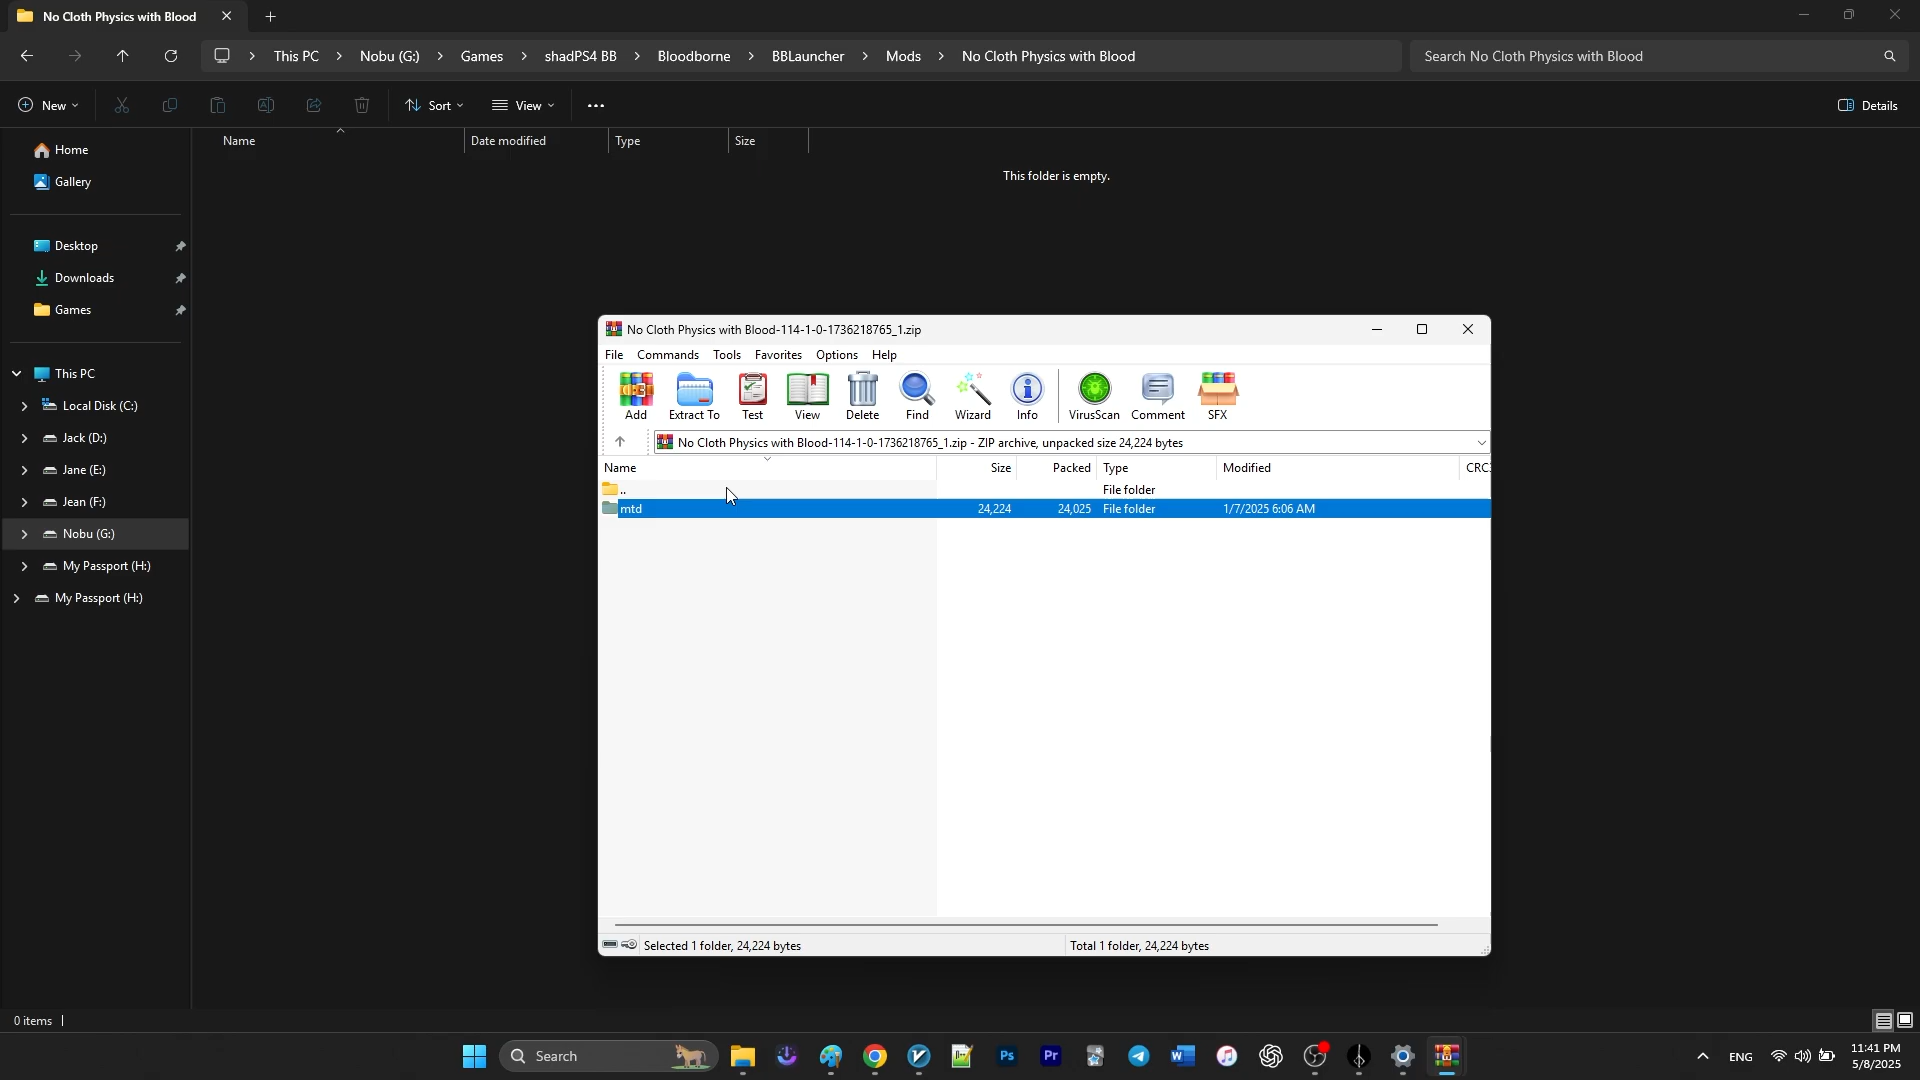 No Cloth Physics with Blood
This PC > Nobu (G:) > Games > shadPS4 BB > Bloodborne > BBLauncher > Mods > No Cloth Physics with Blood
Search No Cloth Physics with Blood
New
Sort
View
Details
Name
Date modified
Type
Size
This folder is empty.
Home
Gallery
Desktop
Downloads
Games
This PC
Local Disk (C:)
Jack (D:)
Jane (E:)
Jean (F:)
Nobu (G:)
My Passport (H:)
My Passport (H:)
No Cloth Physics with Blood-114-1-0-1736218765_1.zip
File Commands Tools Favorites Options Help
Add Extract To Test View Delete Find Wizard Info VirusScan Comment SFX
No Cloth Physics with Blood-114-1-0-1736218765_1.zip - ZIP archive, unpacked size 24,224 bytes
Name Size Packed Type Modified CRC
.. File folder
mtd 24,224 24,025 File folder 1/7/2025 6:06 AM
Selected 1 folder, 24,224 bytes
Total 1 folder, 24,224 bytes
0 items
Search
Ps
Pr
ENG
11:41 PM
5/8/2025